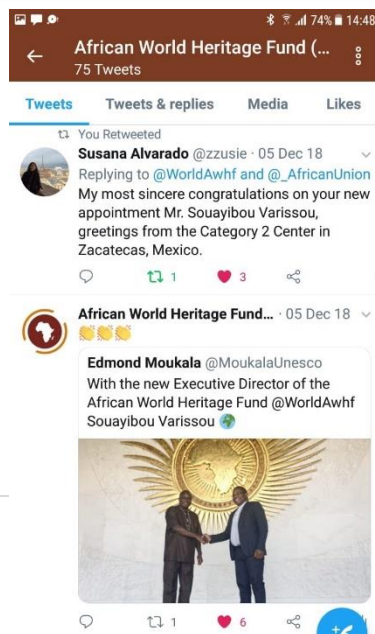 74% 14:48
African World Heritage Fund (...
75 Tweets
Tweets Tweets & replies Media Likes
You Retweeted
Susana Alvarado @zzusie · 05 Dec 18
Replying to @WorldAwhf and @_AfricanUnion
My most sincere congratulations on your new
appointment Mr. Souayibou Varissou,
greetings from the Category 2 Center in
Zacatecas, Mexico.
1 3
African World Heritage Fund... · 05 Dec 18
👏👏👏
Edmond Moukala @MoukalaUnesco
With the new Executive Director of the
African World Heritage Fund @WorldAwhf
Souayibou Varissou 🌍
1 6